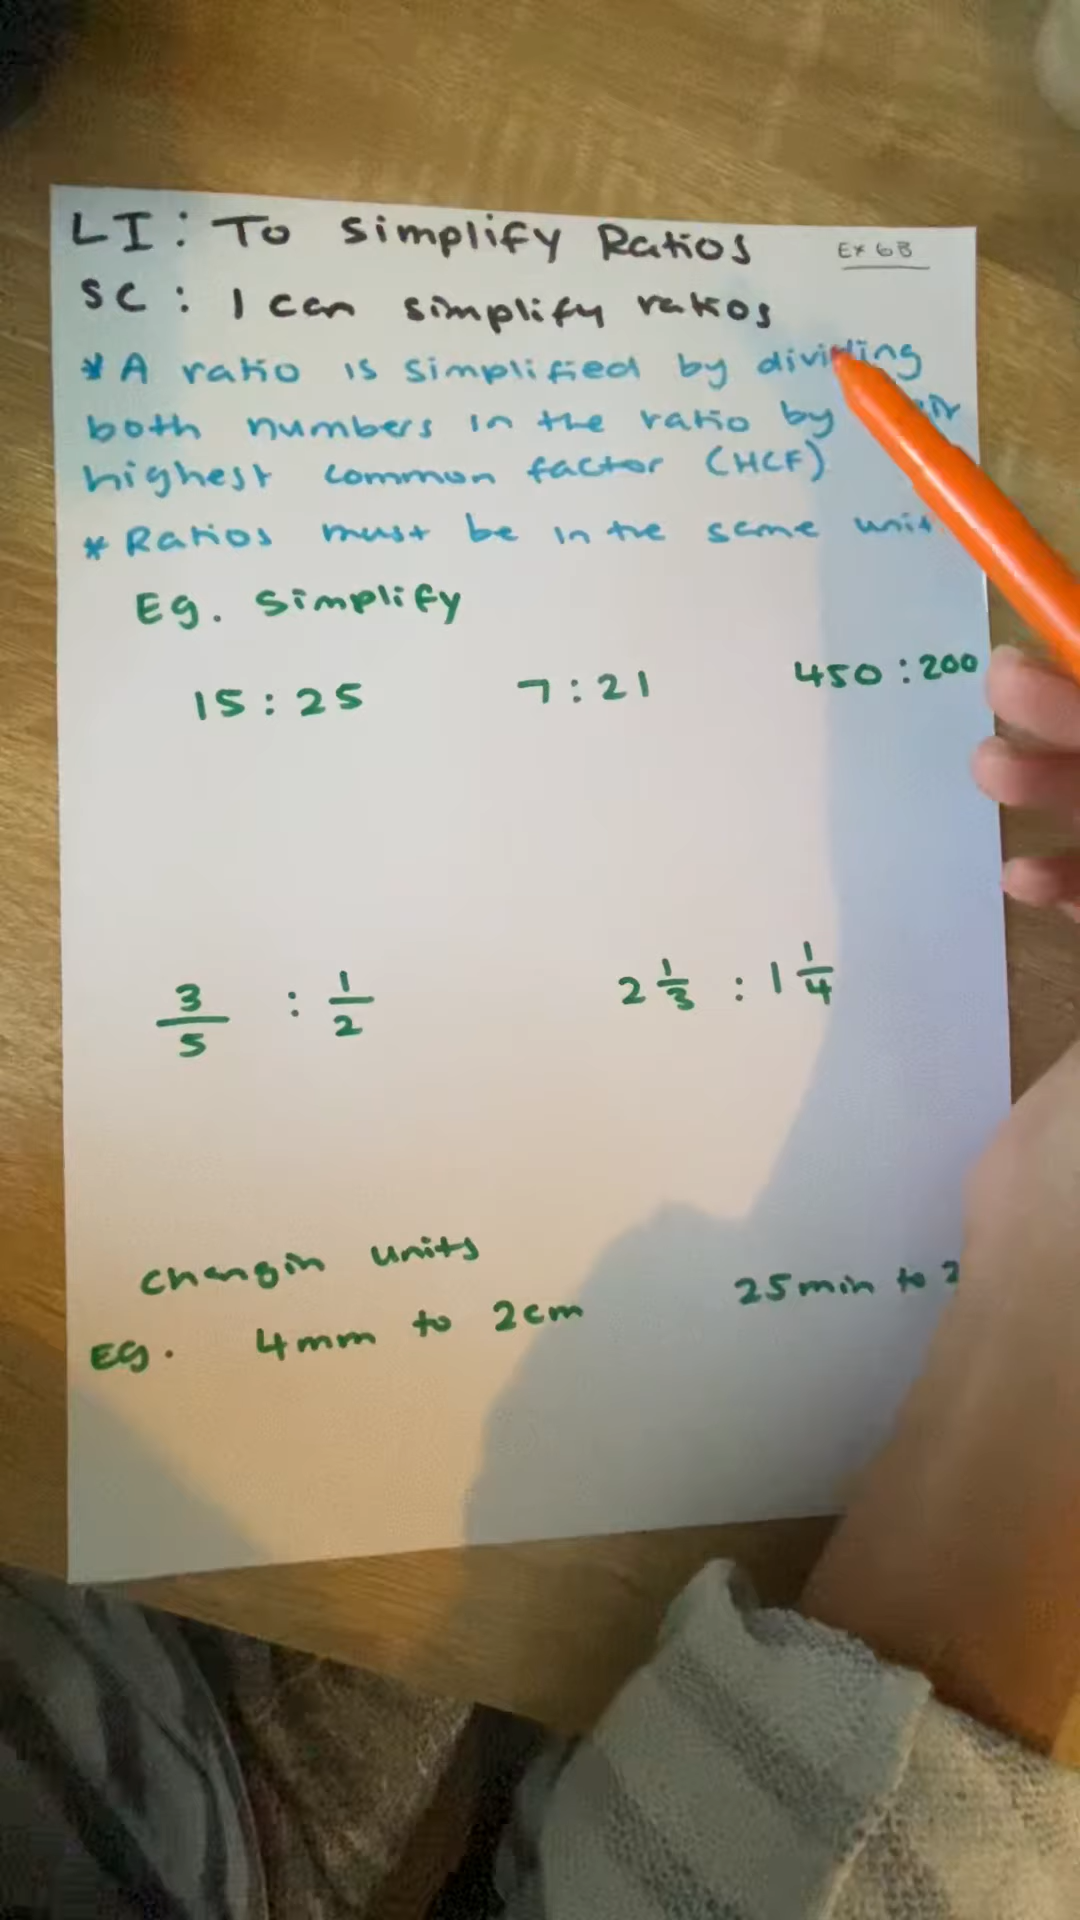 LI: To simplify Ratios
Ex 6B
SC: I can simplify ratios
* A ratio is simplified by dividing
both numbers in the ratio by
highest common factor (HCF)
* Ratios must be in the same
Eg. Simplify
15:25 7:21 450:200
3/5 : 1/2 2 1/3 : 1 1/4
Changin units
EG. 4mm to 2cm 25min to